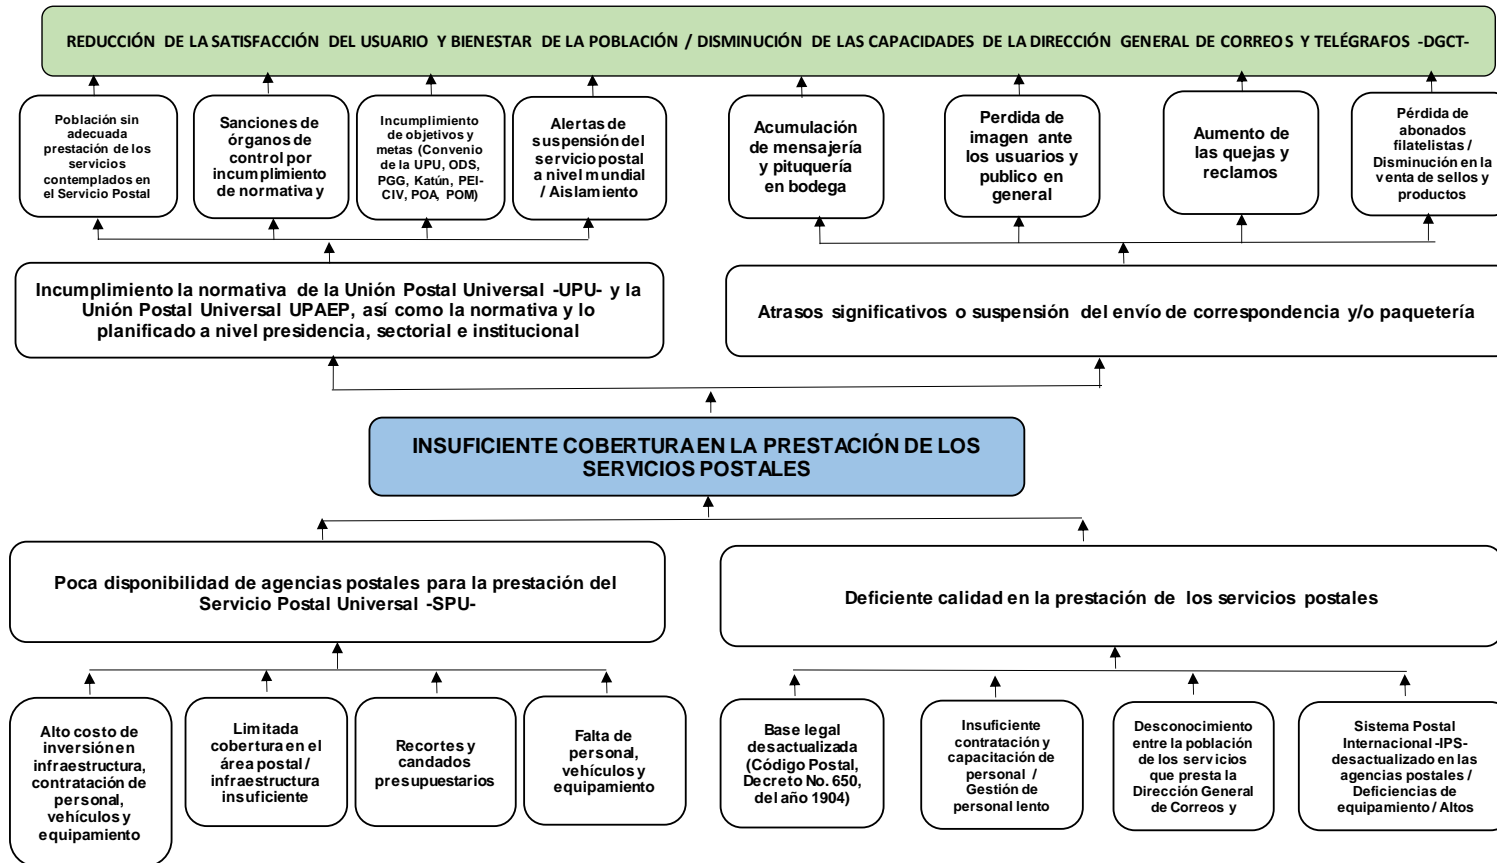 REDUCCIÓN DE LA SATISFACCIÓN DEL USUARIO Y BIENESTAR DE LA POBLACIÓN / DISMINUCIÓN DE LAS CAPACIDADES DE LA DIRECCIÓN GENERAL DE CORREOS Y TELÉGRAFOS -DGCT-
Población sin
adecuada
prestación de los
servicios
contemplados en
el Servicio Postal
Sanciones de
órganos de
control por
incumplimiento
de normativa y
Incumplimiento
de objetivos y
metas (Convenio
de la UPU, ODS,
PGG, Katún, PEI-
CIV, POA, POM)
Alertas de
suspensión del
servicio postal
a nivel mundial
/ Aislamiento
Acumulación
de mensajería
y pituquería
en bodega
Perdida de
imagen ante
los usuarios y
publico en
general
Aumento de
las quejas y
reclamos
Pérdida de
abonados
filatelistas /
Disminución en la
venta de sellos y
productos
Incumplimiento la normativa de la Unión Postal Universal -UPU- y la
Unión Postal Universal UPAEP, así como la normativa y lo
planificado a nivel presidencia, sectorial e institucional
Atrasos significativos o suspensión del envío de correspondencia y/o paquetería
INSUFICIENTE COBERTURA EN LA PRESTACIÓN DE LOS
SERVICIOS POSTALES
Poca disponibilidad de agencias postales para la prestación del
Servicio Postal Universal -SPU-
Deficiente calidad en la prestación de los servicios postales
Alto costo de
inversión en
infraestructura,
contratación de
personal,
vehículos y
equipamiento
Limitada
cobertura en el
área postal /
infraestructura
insuficiente
Recortes y
candados
presupuestarios
Falta de
personal,
vehículos y
equipamiento
Base legal
desactualizada
(Código Postal,
Decreto No. 650,
del año 1904)
Insuficiente
contratación y
capacitación de
personal /
Gestión de
personal lento
Desconocimiento
entre la población
de los servicios
que presta la
Dirección General
de Correos y
Sistema Postal
Internacional -IPS-
desactualizado en las
agencias postales /
Deficiencias de
equipamiento / Altos